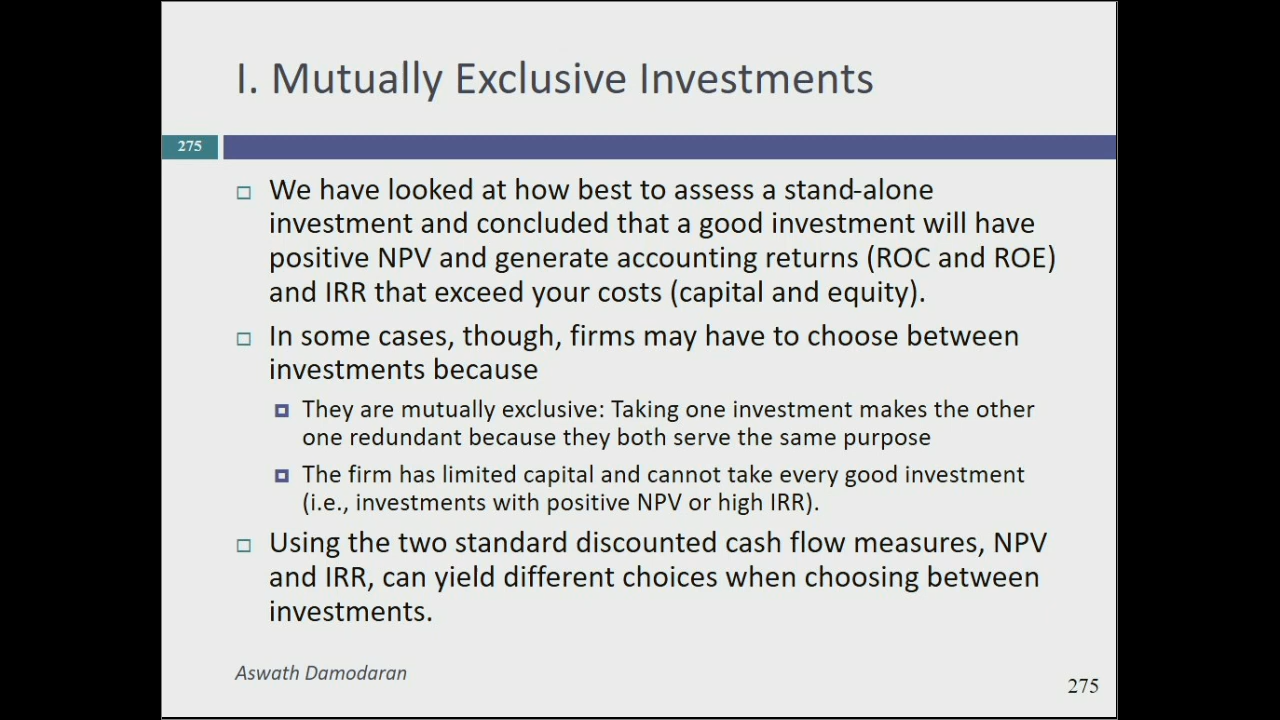 I. Mutually Exclusive Investments
275
We have looked at how best to assess a stand-alone
investment and concluded that a good investment will have
positive NPV and generate accounting returns (ROC and ROE)
and IRR that exceed your costs (capital and equity).
In some cases, though, firms may have to choose between
investments because
They are mutually exclusive: Taking one investment makes the other
one redundant because they both serve the same purpose
The firm has limited capital and cannot take every good investment
(i.e., investments with positive NPV or high IRR).
Using the two standard discounted cash flow measures, NPV
and IRR, can yield different choices when choosing between
investments.
Aswath Damodaran
275